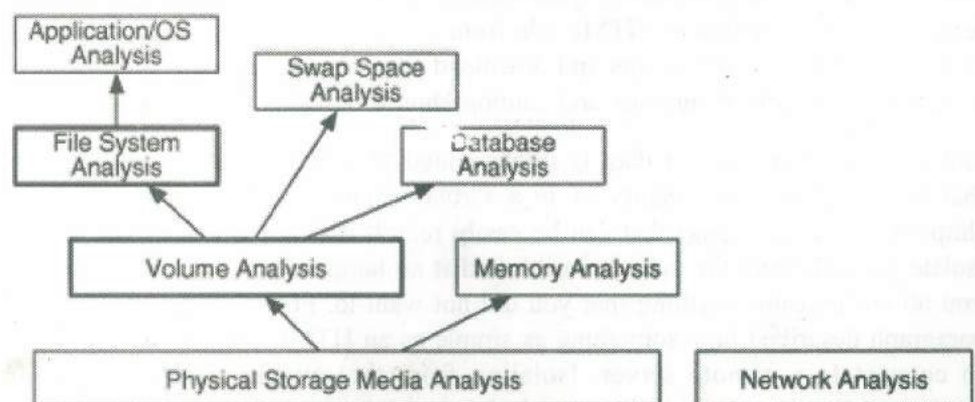 Application/OS
Analysis
Swap Space
Analysis
File System
Analysis
Database
Analysis
Volume Analysis
Memory Analysis
Physical Storage Media Analysis
Network Analysis